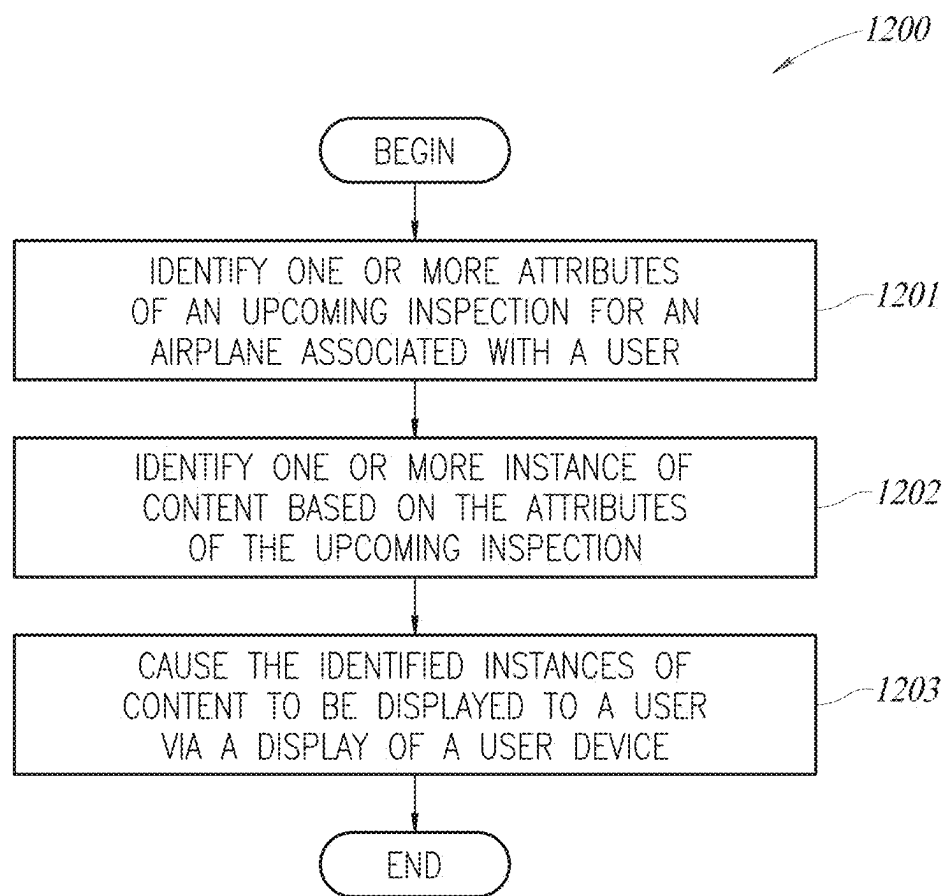 1200
BEGIN
IDENTIFY ONE OR MORE ATTRIBUTES
OF AN UPCOMING INSPECTION FOR AN
AIRPLANE ASSOCIATED WITH A USER
1201
IDENTIFY ONE OR MORE INSTANCE OF
CONTENT BASED ON THE ATTRIBUTES
OF THE UPCOMING INSPECTION
1202
CAUSE THE IDENTIFIED INSTANCES OF
CONTENT TO BE DISPLAYED TO A USER
VIA A DISPLAY OF A USER DEVICE
1203
END